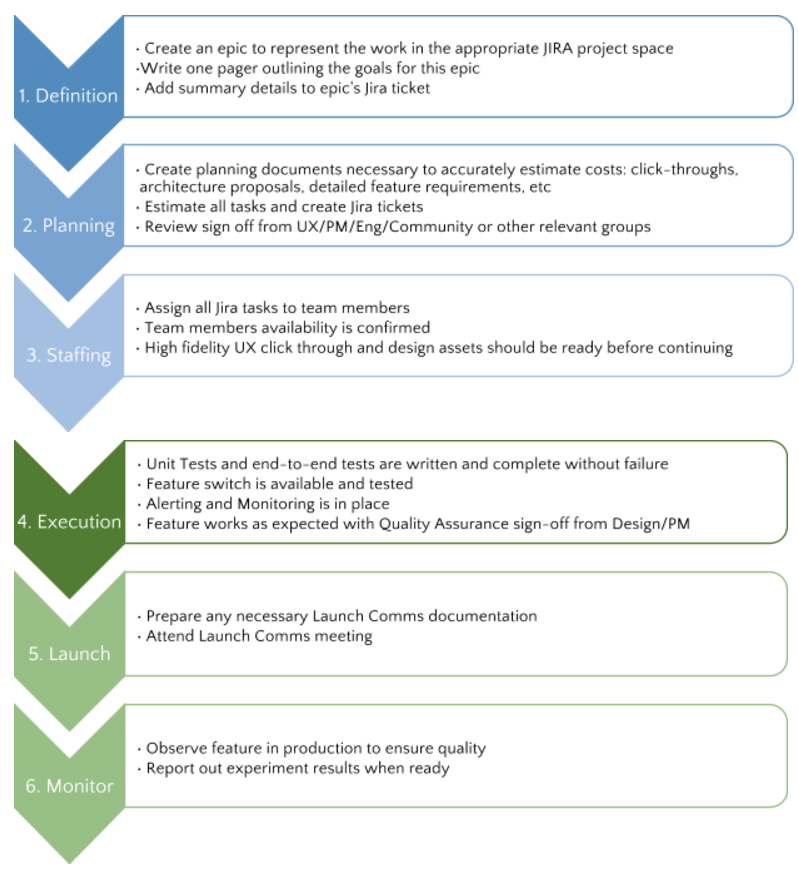 1. Definition
· Create an epic to represent the work in the appropriate JIRA project space
·Write one pager outlining the goals for this epic
· Add summary details to epic's Jira ticket
2. Planning
· Create planning documents necessary to accurately estimate costs: click-throughs,
architecture proposals, detailed feature requirements, etc
· Estimate all tasks and create Jira tickets
· Review sign off from UX/PM/Eng/Community or other relevant groups
3. Staffing
· Assign all Jira tasks to team members
· Team members availability is confirmed
· High fidelity UX click through and design assets should be ready before continuing
4. Execution
· Unit Tests and end-to-end tests are written and complete without failure
· Feature switch is available and tested
· Alerting and Monitoring is in place
· Feature works as expected with Quality Assurance sign-off from Design/PM
5. Launch
· Prepare any necessary Launch Comms documentation
· Attend Launch Comms meeting
6. Monitor
· Observe feature in production to ensure quality
· Report out experiment results when ready